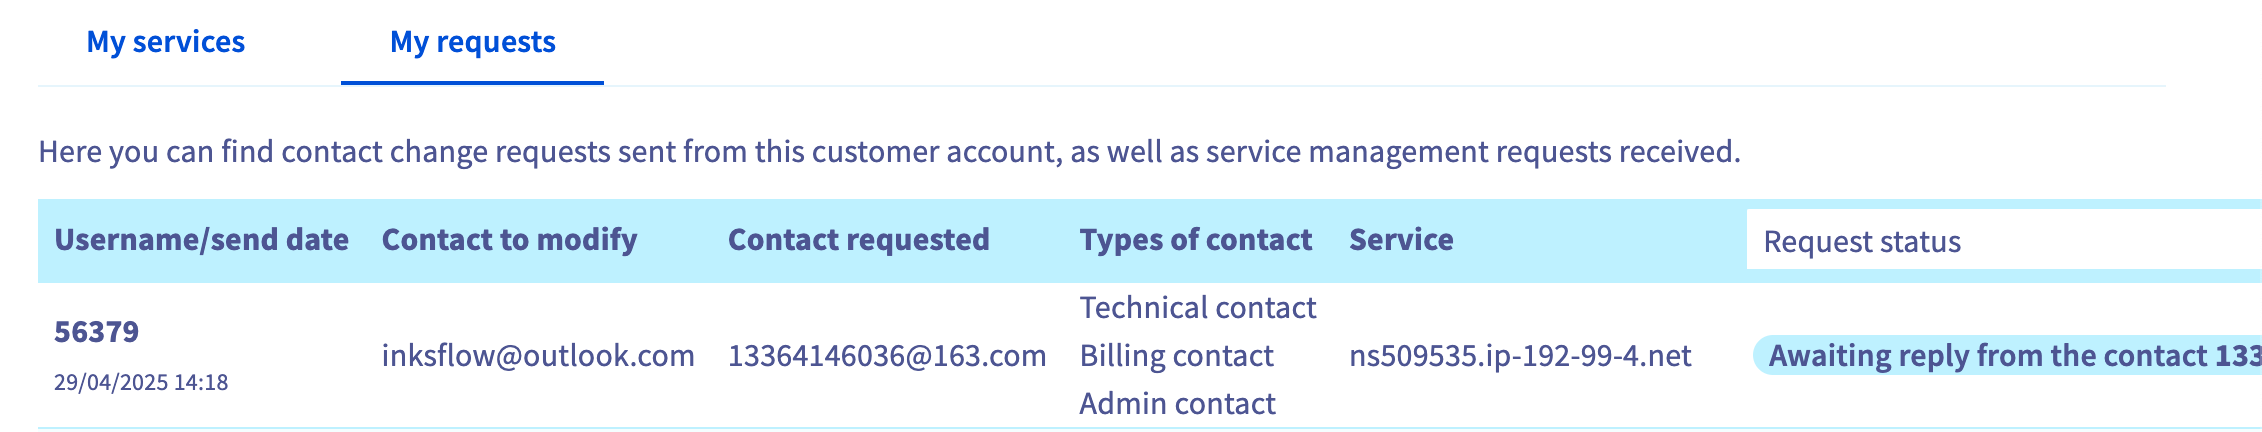 My services My requests
Here you can find contact change requests sent from this customer account, as well as service management requests received.
Username/send date Contact to modify Contact requested Types of contact Service Request status
56379
29/04/2025 14:18
inksflow@outlook.com
13364146036@163.com
Technical contact
Billing contact
Admin contact
ns509535.ip-192-99-4.net
Awaiting reply from the contact 133